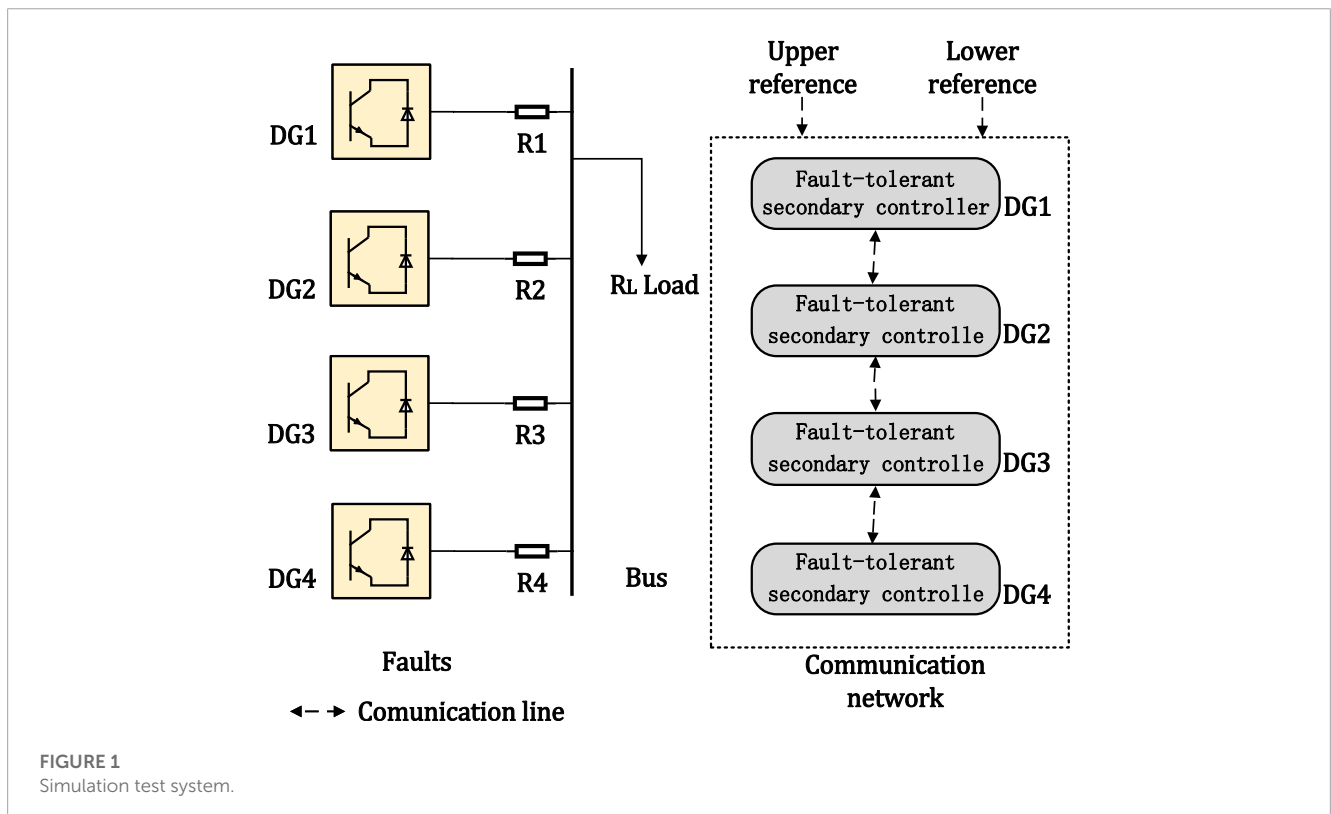 DG1
R1
DG2
R2
DG3
R3
DG4
R4
RL Load
Bus
Faults
Comunication line
Upper
reference
Lower
reference
Fault-tolerant
secondary controller
DG1
Fault-tolerant
secondary controlle
DG2
Fault-tolerant
secondary controlle
DG3
Fault-tolerant
secondary controlle
DG4
Communication
network
FIGURE 1
Simulation test system.